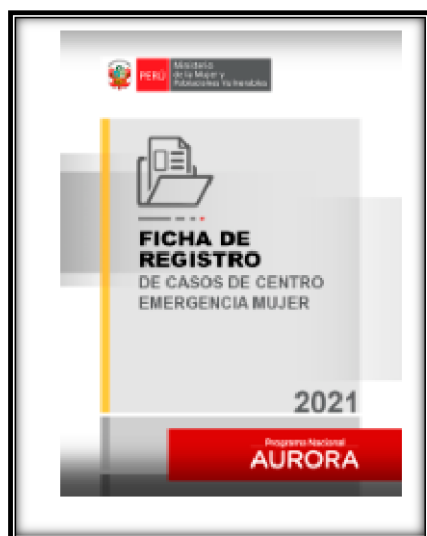 PERÚ
Ministerio
de la Mujer y
Poblaciones Vulnerables
FICHA DE
REGISTRO
DE CASOS DE CENTRO
EMERGENCIA MUJER
2021
Programa Nacional
AURORA